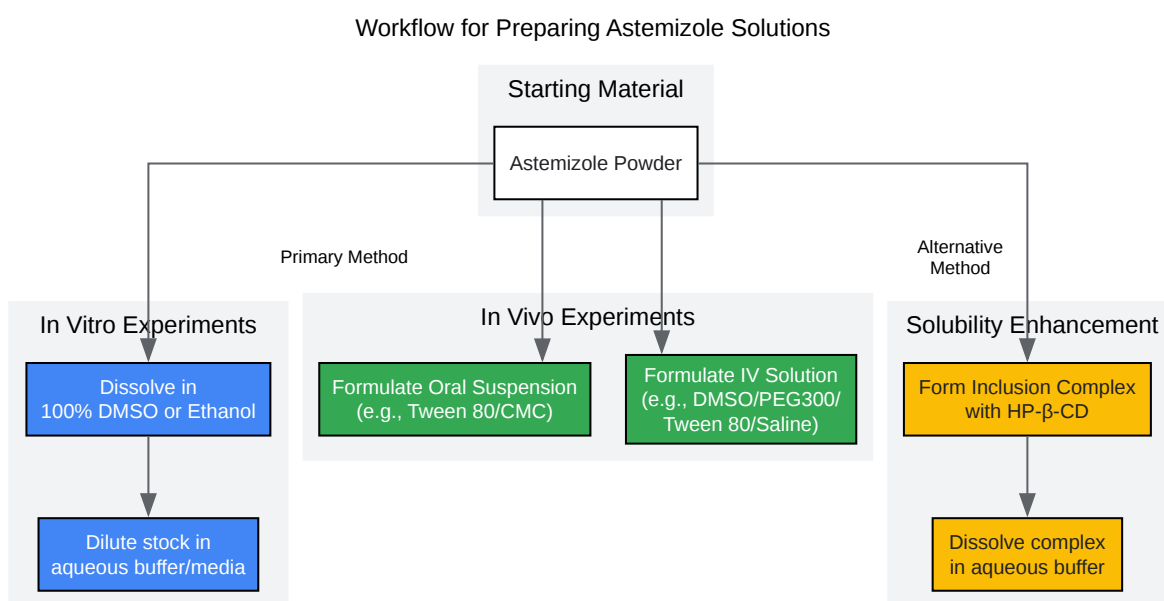 Workflow for Preparing Astemizole Solutions
Starting Material
Astemizole Powder
Primary Method
Alternative
Method
In Vitro Experiments
Dissolve in
100% DMSO or Ethanol
Dilute stock in
aqueous buffer/media
In Vivo Experiments
Formulate Oral Suspension
(e.g., Tween 80/CMC)
Formulate IV Solution
(e.g., DMSO/PEG300/
Tween 80/Saline)
Solubility Enhancement
Form Inclusion Complex
with HP-β-CD
Dissolve complex
in aqueous buffer